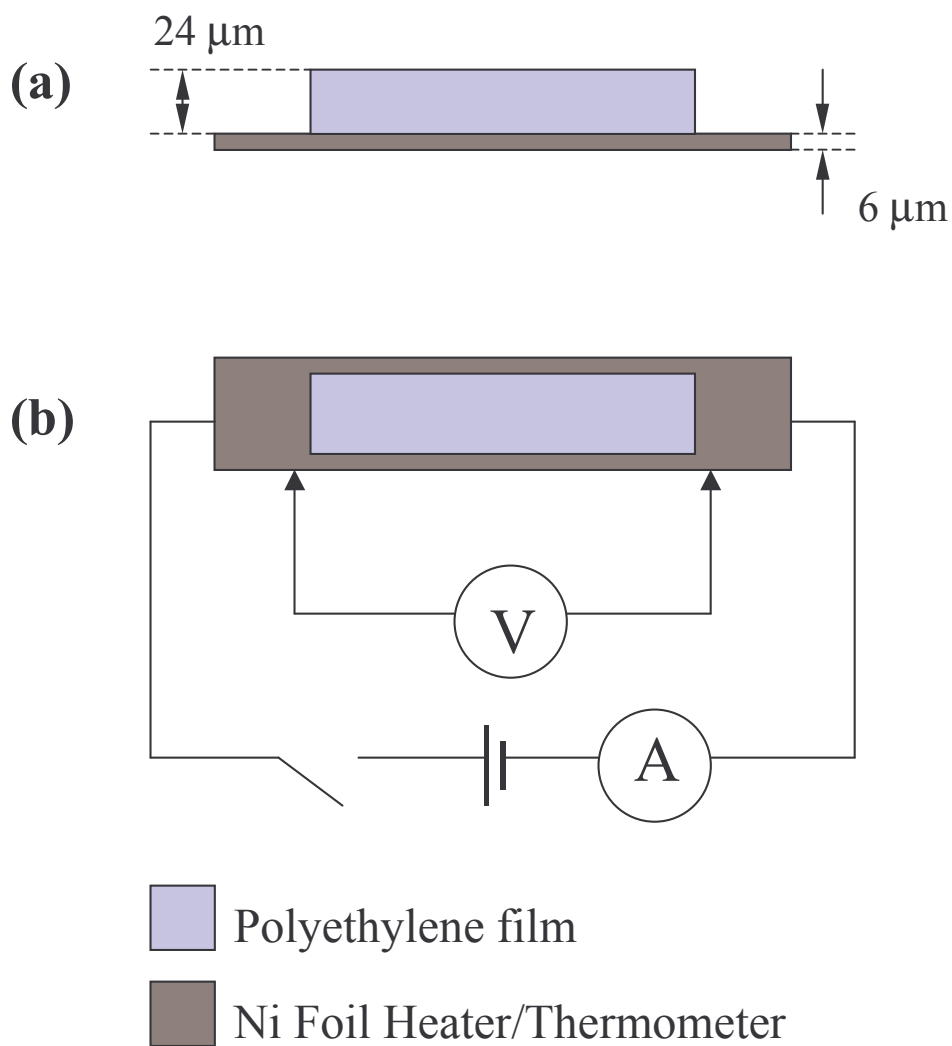 24 μm
(a)
6 μm
(b)
V
A
Polyethylene film
Ni Foil Heater/Thermometer